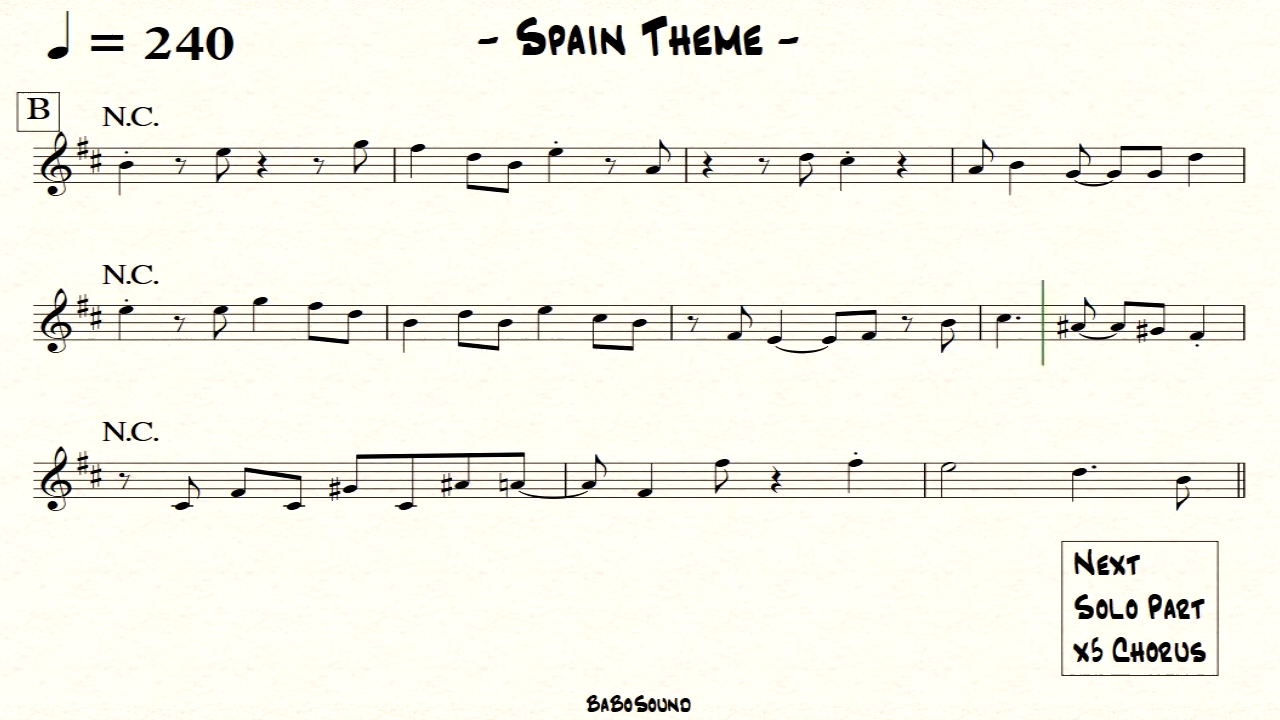 = 240
- Spain Theme -
B
N.C.
N.C.
N.C.
Next
Solo Part
x5 Chorus
BaBoSound